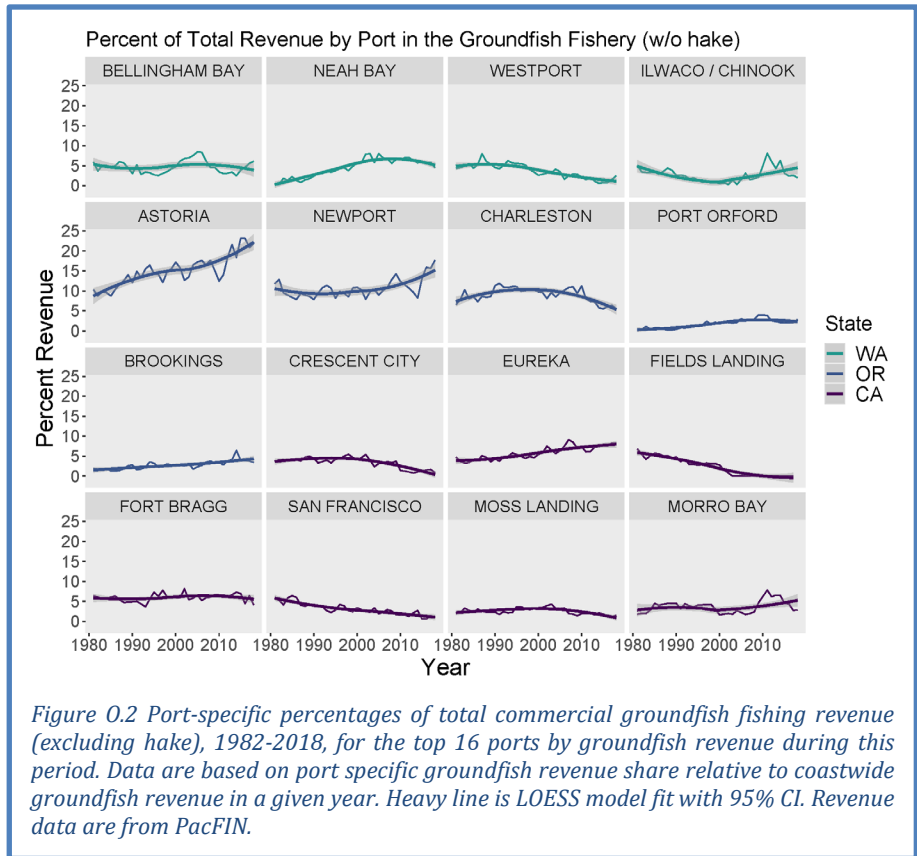 Percent of Total Revenue by Port in the Groundfish Fishery (w/o hake)
BELLINGHAM BAY NEAH BAY WESTPORT ILWACO / CHINOOK
25
20
15
10
5
0
ASTORIA NEWPORT CHARLESTON PORT ORFORD
25
20
15
10
5
0
BROOKINGS CRESCENT CITY EUREKA FIELDS LANDING
25
20
15
10
5
0
FORT BRAGG SAN FRANCISCO MOSS LANDING MORRO BAY
25
20
15
10
5
0
1980 1990 2000 2010 1980 1990 2000 2010 1980 1990 2000 2010 1980 1990 2000 2010
Percent Revenue
Year
State
WA
OR
CA
Figure O.2 Port-specific percentages of total commercial groundfish fishing revenue
(excluding hake), 1982-2018, for the top 16 ports by groundfish revenue during this
period. Data are based on port specific groundfish revenue share relative to coastwide
groundfish revenue in a given year. Heavy line is LOESS model fit with 95% CI. Revenue
data are from PacFIN.